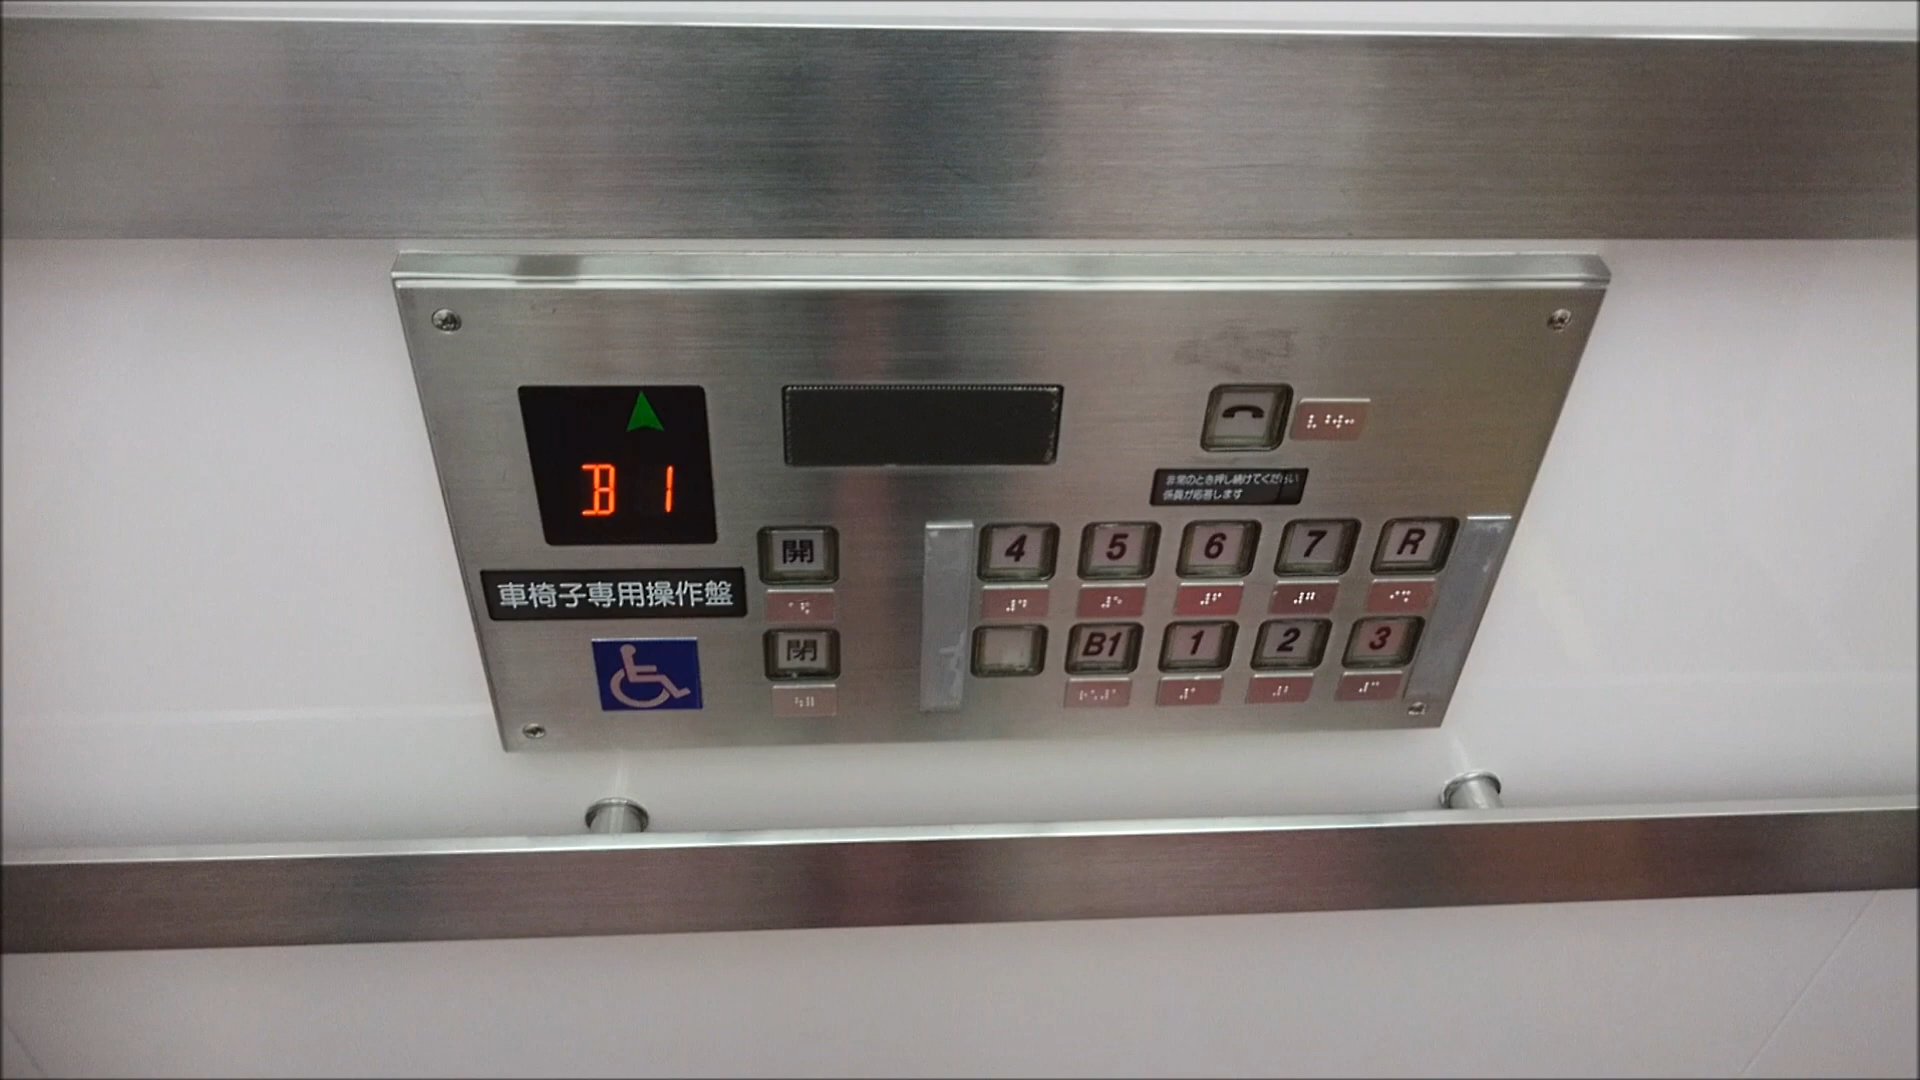 B1
車椅子専用操作盤
開
閉
非常のとき押し続けてください
係員が応答します
4 5 6 7 R
B1 1 2 3